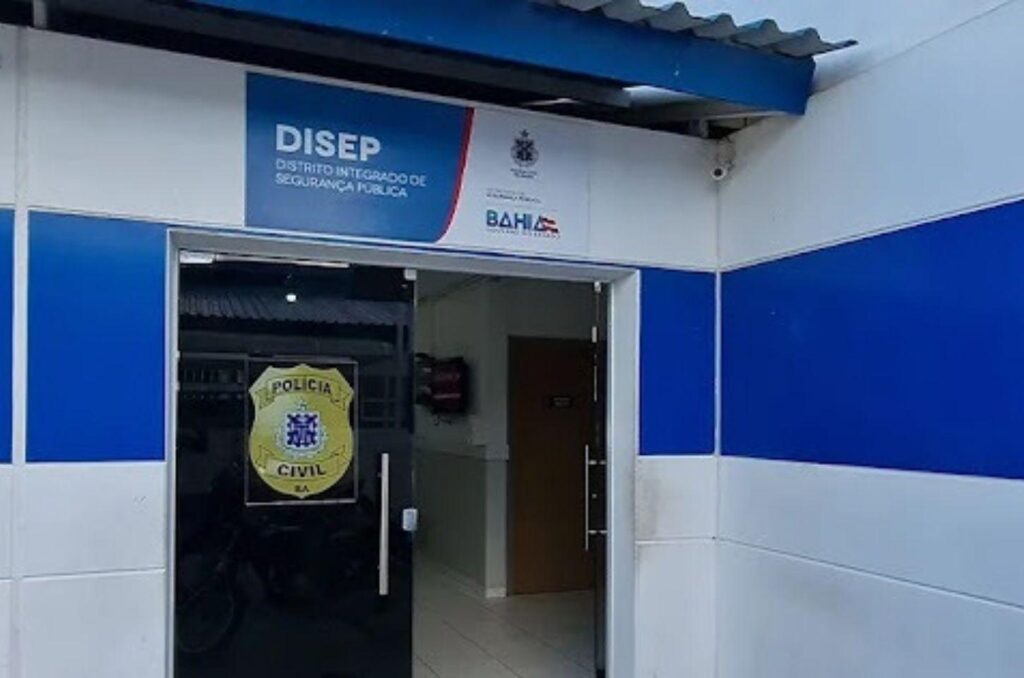 DISEP
DISTRITO INTEGRADO DE
SEGURANÇA PÚBLICA
BAHIA
POLÍCIA
CIVIL
BA